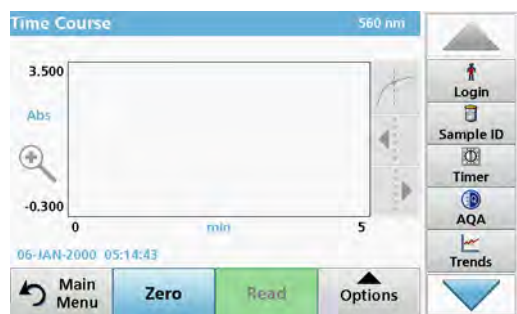 Time Course 560 nm
3.500
Abs
-0.300
0 min 5
06-JAN-2000 05:14:43
Main Menu
Zero
Read
Options
Login
Sample ID
Timer
AQA
Trends